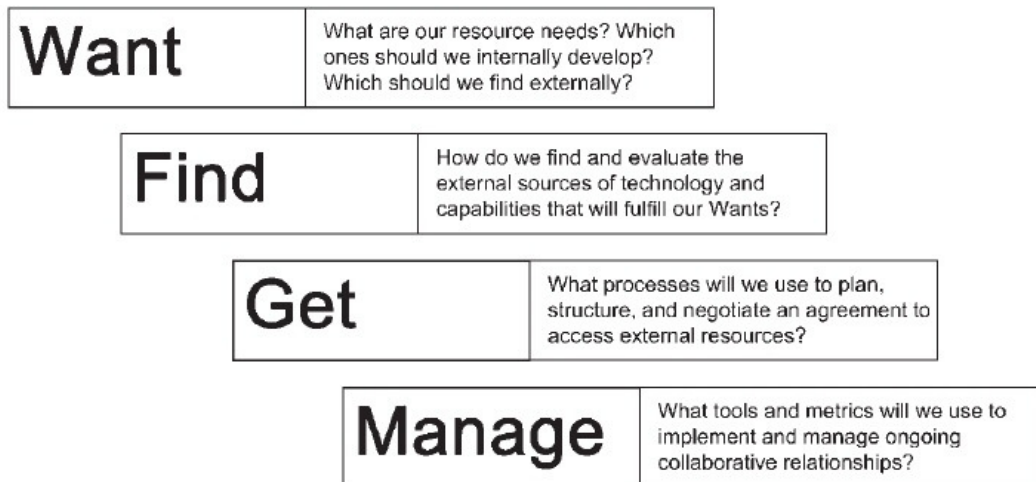 Want
What are our resource needs? Which
ones should we internally develop?
Which should we find externally?
Find
How do we find and evaluate the
external sources of technology and
capabilities that will fulfill our Wants?
Get
What processes will we use to plan,
structure, and negotiate an agreement to
access external resources?
Manage
What tools and metrics will we use to
implement and manage ongoing
collaborative relationships?